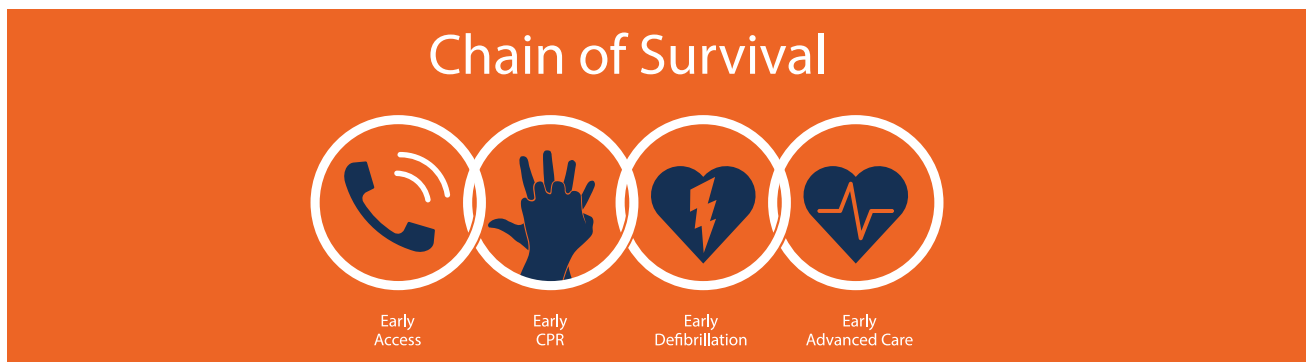 Chain of Survival
Early
Access
Early
CPR
Early
Defibrillation
Early
Advanced Care